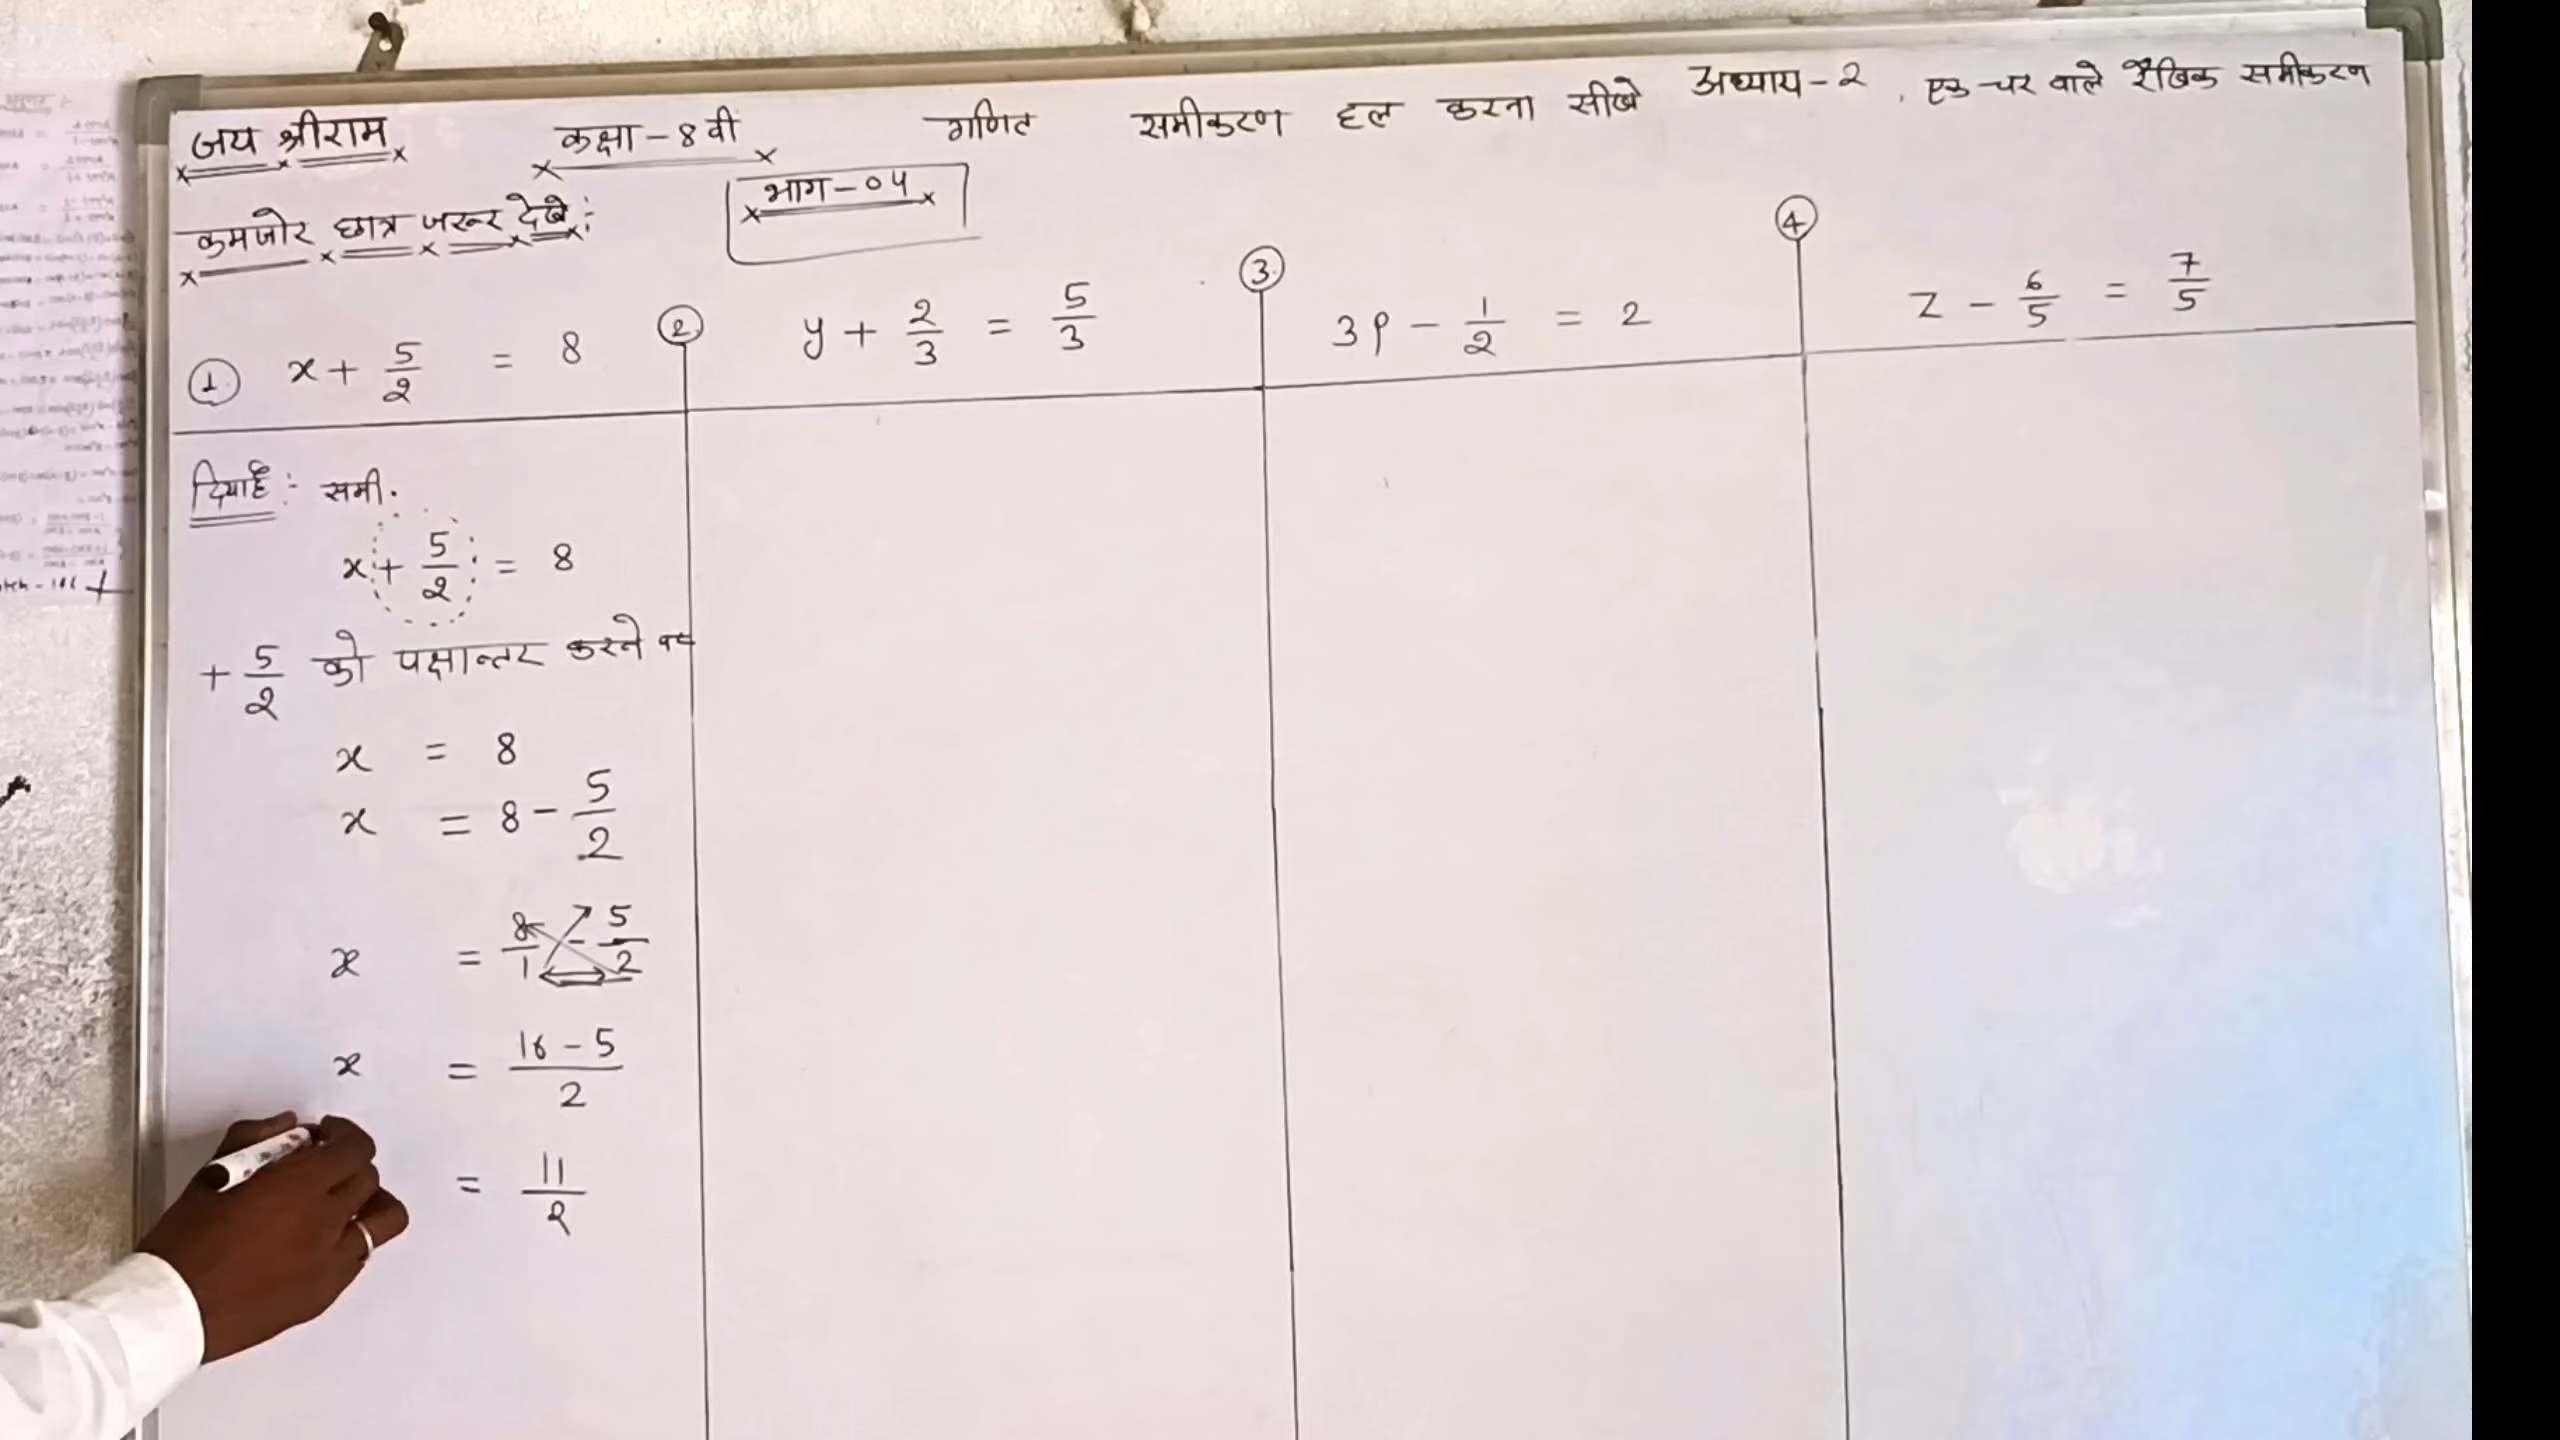 जय श्रीराम कक्षा - 8 वी गणित समीकरण हल करना सीखे अध्याय - 2 , एक चर वाले रैखिक समीकरण
कमजोर छात्र जरूर देखे :-
भाग - 04
① x + 5/2 = 8
② y + 2/3 = 5/3
③ 3p - 1/2 = 2
④ z - 6/5 = 7/5
दिया है :- समी.
x + 5/2 = 8
+ 5/2 को पक्षान्तर करने पर
x = 8
x = 8 - 5/2
x = 8/1 - 5/2
x = (16 - 5)/2
= 11/2